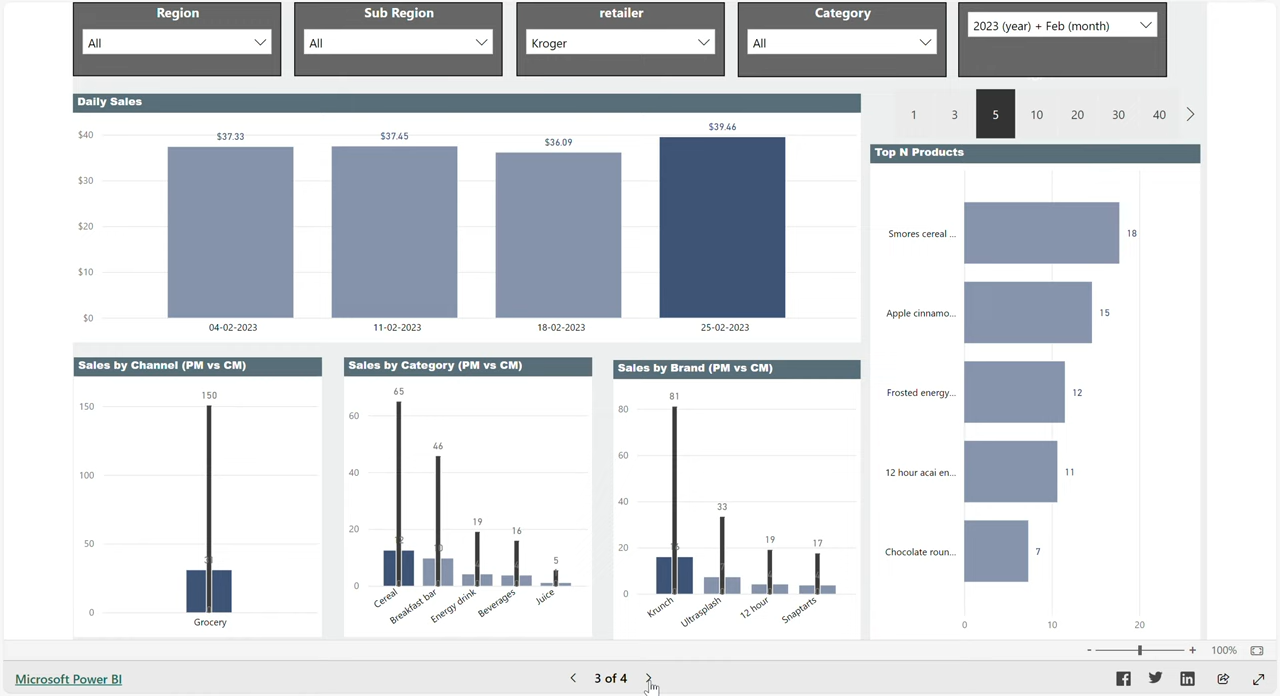 Region
Sub Region
retailer
Category
All
All
Kroger
All
2023 (year) + Feb (month)
Daily Sales
$40
$30
$20
$10
$0
$37.33
$37.45
$36.09
$39.46
04-02-2023
11-02-2023
18-02-2023
25-02-2023
1 3 5 10 20 30 40
Top N Products
Smores cereal ...
18
Apple cinnamo...
15
Frosted energy...
12
12 hour acai en...
11
Chocolate roun...
7
0 10 20
Sales by Channel (PM vs CM)
150
100
50
0
150
Grocery
Sales by Category (PM vs CM)
60
40
20
0
65
46
19
16
5
Cereal
Breakfast bar
Energy drink
Beverages
Juice
Sales by Brand (PM vs CM)
80
60
40
20
0
81
33
19
17
Krunch
Ultrasplash
12 hour
Snaptarts
- + 100%
Microsoft Power BI
3 of 4